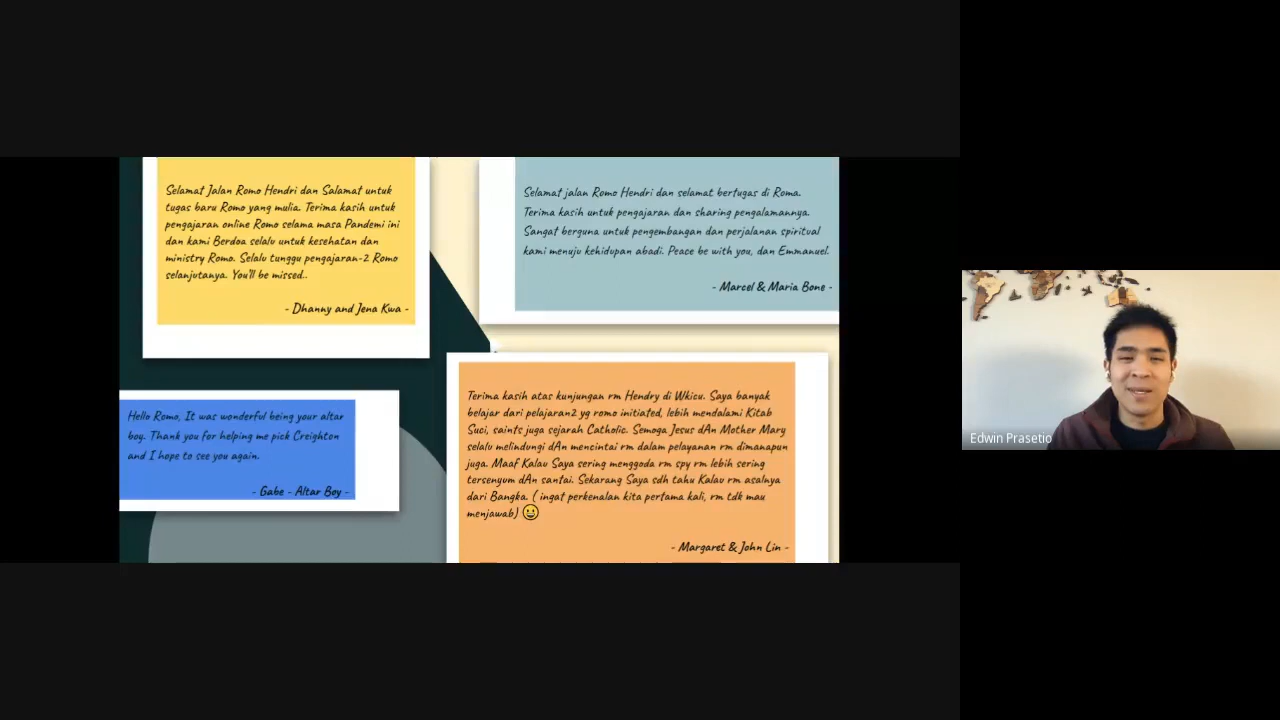 Selamat Jalan Romo Hendri dan Salamat untuk
tugas baru Romo yang mulia. Terima kasih untuk
pengajaran online Romo selama masa Pandemi ini
dan kami Berdoa selalu untuk kesehatan dan
ministry Romo. Selalu tunggu pengajaran-2 Romo
selanjutanya. You'll be missed..
- Dhanny and Jena Kwa -
Selamat jalan Romo Hendri dan selamat bertugas di Roma.
Terima kasih untuk pengajaran dan sharing pengalamannya.
Sangat berguna untuk pengembangan dan perjalanan spiritual
kami menuju kehidupan abadi. Peace be with you, dan Emmanuel.
- Marcel & Maria Bone -
Hello Romo, It was wonderful being your altar
boy. Thank you for helping me pick Creighton
and I hope to see you again.
- Gabe - Altar Boy -
Terima kasih atas kunjungan rm Hendry di Wkicu. Saya banyak
belajar dari pelajaran2 yg romo initiated, lebih mendalami Kitab
Suci, saints juga sejarah Catholic. Semoga Jesus dAn Mother Mary
selalu melindungi dAn mencintai rm dalam pelayanan rm dimanapun
juga. Maaf Kalau Saya sering menggoda rm spy rm lebih sering
tersenyum dAn santai. Sekarang Saya sdh tahu Kalau rm asalnya
dari Bangka. ( ingat perkenalan kita pertama kali, rm tdk mau
menjawab) 😀
- Margaret & John Lin -
Edwin Prasetio